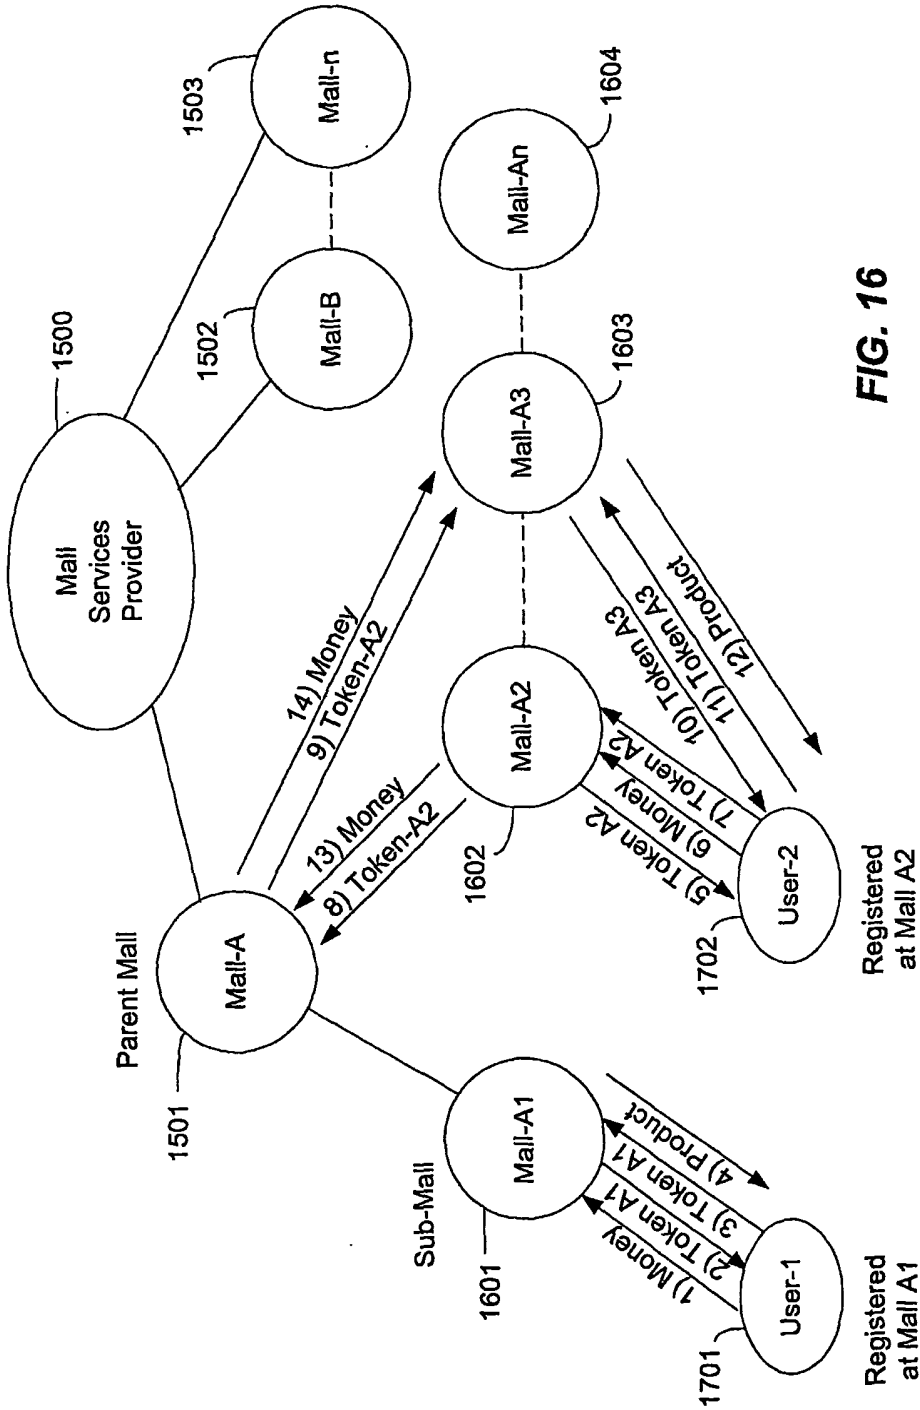 1500
Mall
Services
Provider
1503
Mall-n
1502
Mall-B
Parent Mall
1501
Mall-A
14) Money
9) Token-A2
13) Money
8) Token-A2
Sub-Mall
1601
Mall-A1
1602
Mall-A2
Mall-A3
1603
Mall-An
1604
1) Money
2) Token A1
3) Token A1
4) Product
5) Token A2
6) Money
7) Token A2
10) Token A3
11) Token A3
12) Product
1701
User-1
Registered
at Mall A1
1702
User-2
Registered
at Mall A2
FIG. 16